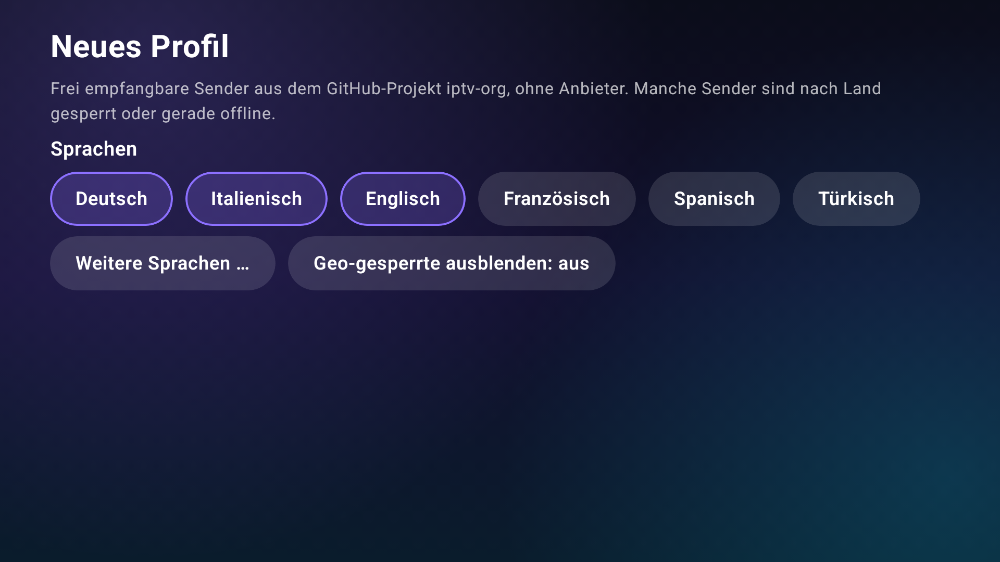 Neues Profil
Frei empfangbare Sender aus dem GitHub-Projekt iptv-org, ohne Anbieter. Manche Sender sind nach Land
gesperrt oder gerade offline.
Sprachen
Deutsch Italienisch Englisch Französisch Spanisch Türkisch
Weitere Sprachen … Geo-gesperrte ausblenden: aus